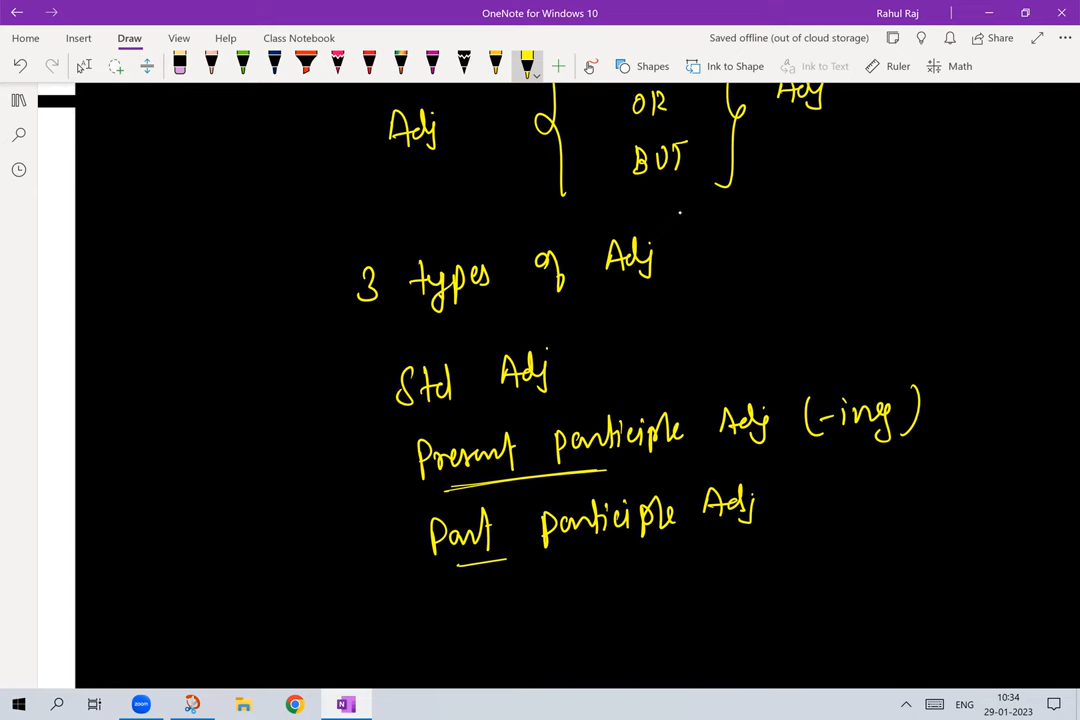 OneNote for Windows 10
Rahul Raj
Home Insert Draw View Help Class Notebook
Saved offline (out of cloud storage)
Share
Shapes Ink to Shape Ink to Text Ruler Math
Adj OR Adj
BUT
3 types of Adj
Std Adj
Present participle Adj (-ing)
Past participle Adj
zoom
N
ENG
10:34
29-01-2023